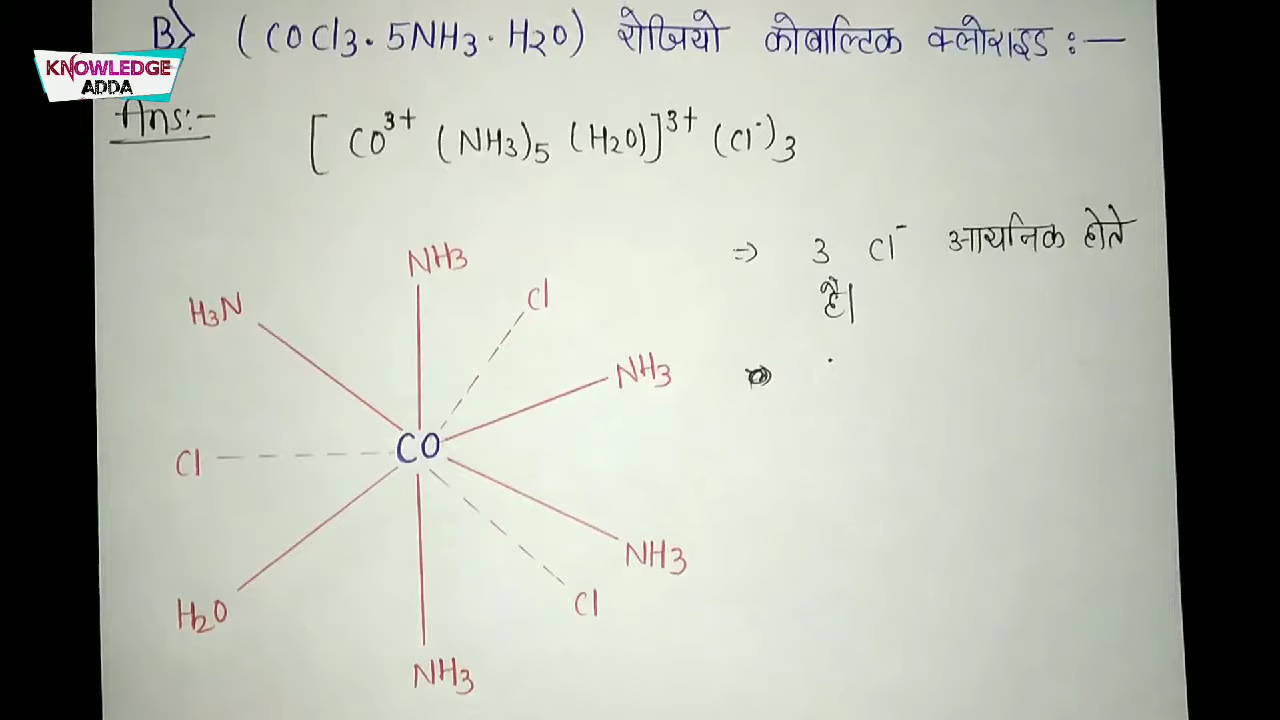 B) (COCl3. 5NH3. H2O) रोजियो कोबाल्टिक क्लोराइड :—
KNOWLEDGE
ADDA
Ans:-
[ CO3+ (NH3)5 (H2O)]3+ (Cl-)3
⇒ 3 Cl- आयनिक होते
है।
NH3
Cl
H3N
NH3
CO
Cl
NH3
Cl
H2O
NH3